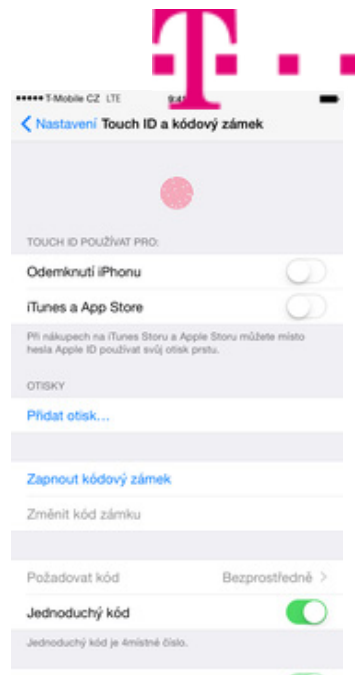 T
T-Mobile CZ LTE 9:41
Nastavení Touch ID a kódový zámek
TOUCH ID POUŽÍVAT PRO:
Odemknutí iPhonu
iTunes a App Store
Při nákupech na iTunes Storu a Apple Storu můžete místo
hesla Apple ID používat svůj otisk prstu.
OTISKY
Přidat otisk...
Zapnout kódový zámek
Změnit kód zámku
Požadovat kód Bezprostředně
Jednoduchý kód
Jednoduchý kód je 4místné číslo.